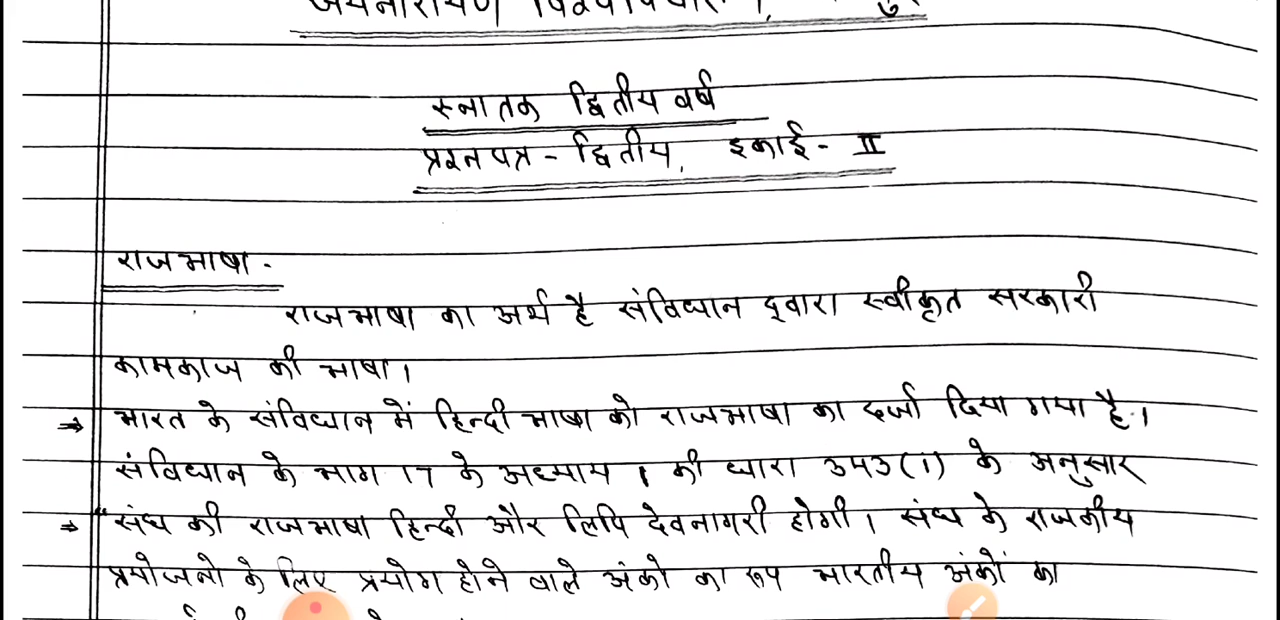 स्नातक द्वितीय वर्ष
प्रश्न पत्र - द्वितीय, इकाई - II
राजभाषा -
राजभाषा का अर्थ है संविधान द्वारा स्वीकृत सरकारी
कामकाज की भाषा।
⇒ भारत के संविधान में हिन्दी भाषा को राजभाषा का दर्जा दिया गया है।
संविधान के भाग 17 के अध्याय 1 की धारा 343(1) के अनुसार
⇒ "संघ की राजभाषा हिन्दी और लिपि देवनागरी होगी। संघ के राजकीय
प्रयोजनो के लिए प्रयोग होने वाले अंको का रूप भारतीय अंकों का